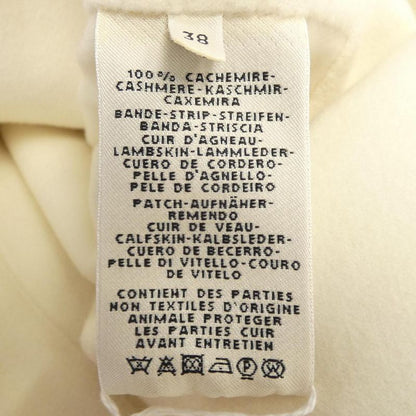 38
100% CACHEMIRE-
CASHMERE-KASCHMIR-
CAXEMIRA
BANDE-STRIP-STREIFEN-
BANDA-STRISCIA
CUIR D'AGNEAU-
LAMBSKIN-LAMMLEDER-
CUERO DE CORDERO-
PELLE D'AGNELLO-
PELE DE CORDEIRO
PATCH-AUFNÄHER-
REMENDO
CUIR DE VEAU-
CALFSKIN-KALBSLEDER-
CUERO DE BECERRO-
PELLE DI VITELLO-COURO
DE VITELO
CONTIENT DES PARTIES
NON TEXTILES D'ORIGINE
ANIMALE PROTEGER
LES PARTIES CUIR
AVANT ENTRETIEN
P W